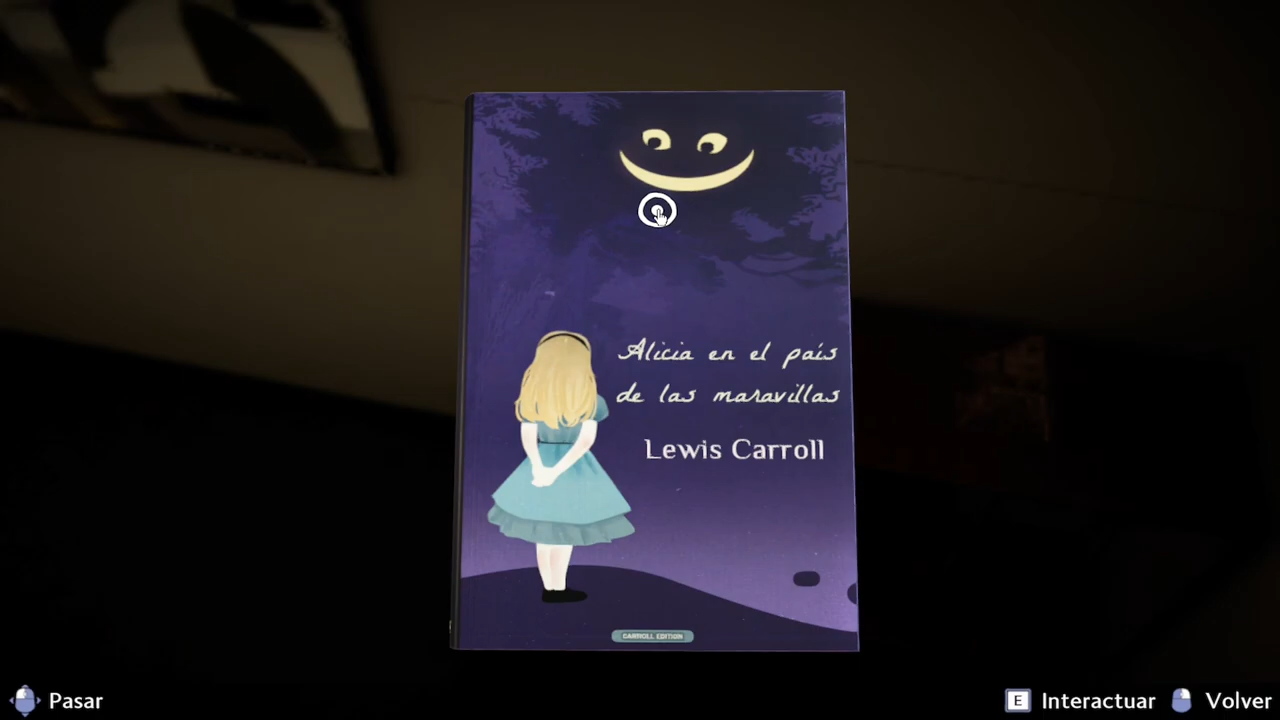 Alicia en el país
de las maravillas
Lewis Carroll
CARROLL EDITION
Pasar
E Interactuar
Volver